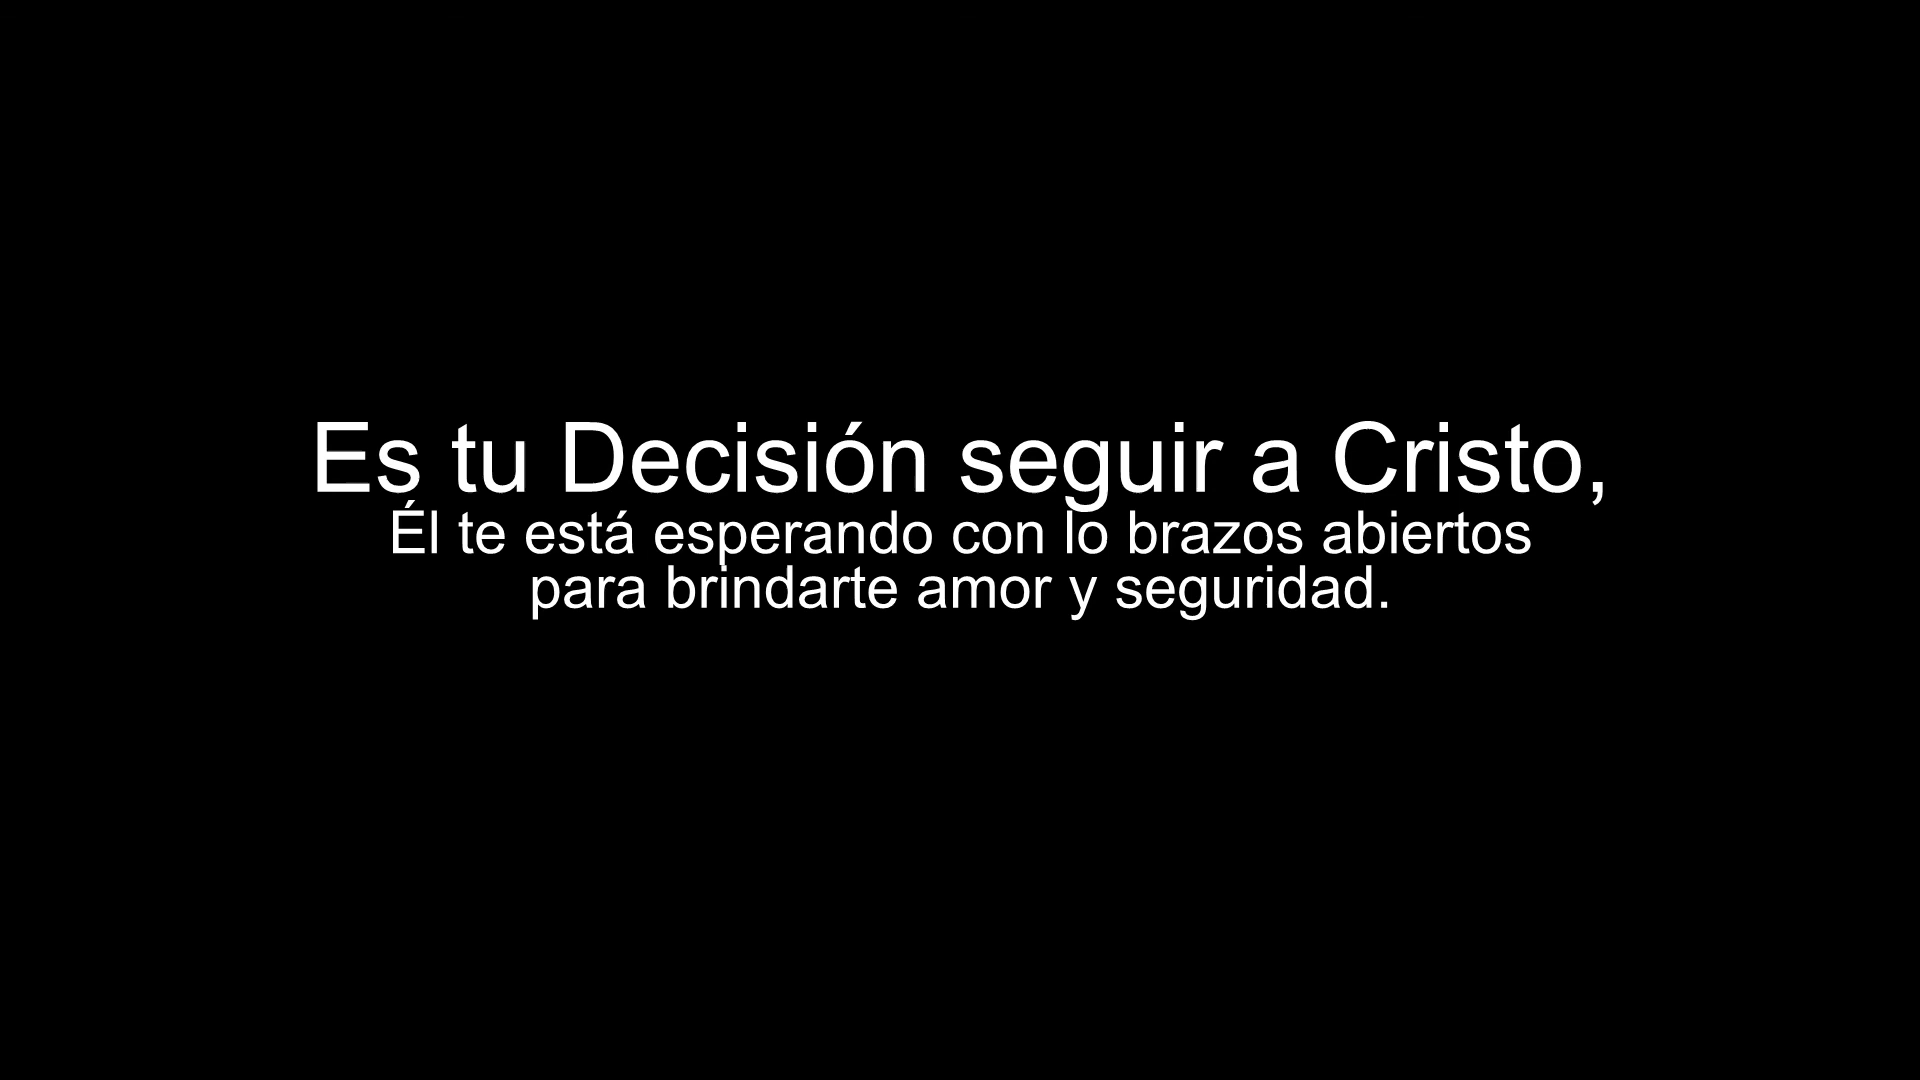 Es tu Decisión seguir a Cristo,
Él te está esperando con lo brazos abiertos
para brindarte amor y seguridad.